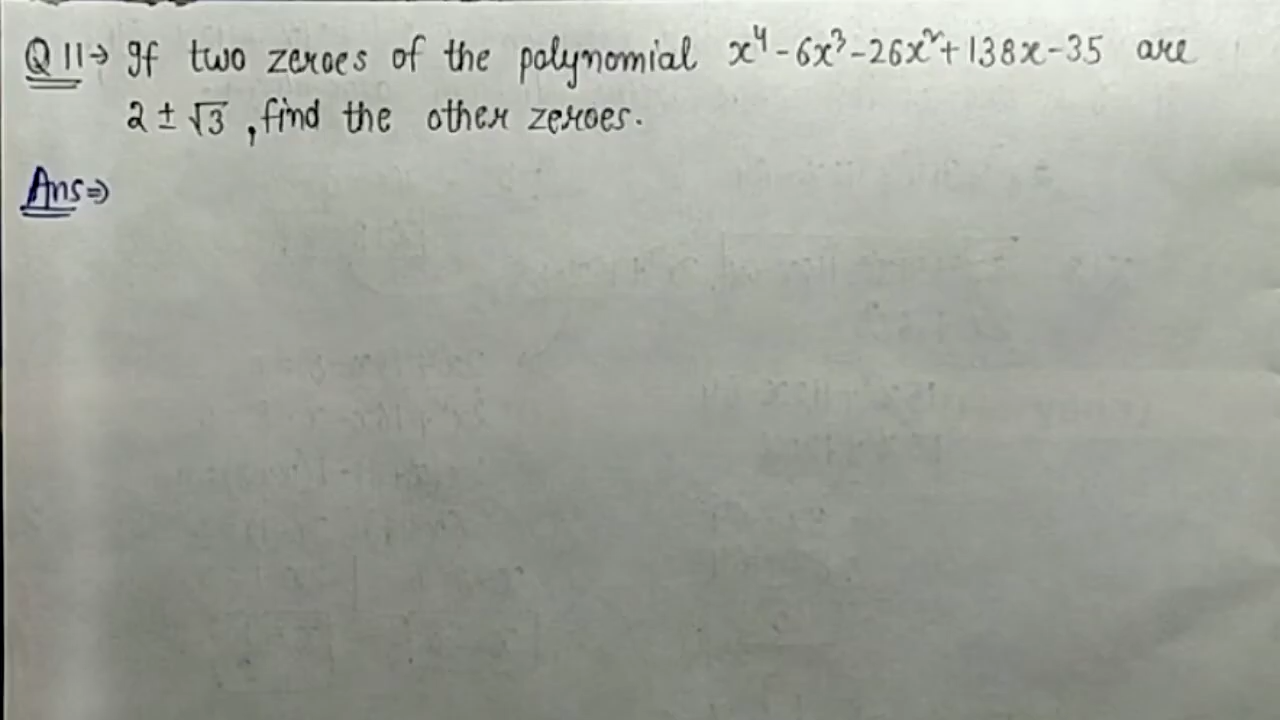 Q 11→ If two zeroes of the polynomial x⁴-6x³-26x²+138x-35 are
2 ± √3 , find the other zeroes.
Ans⇒